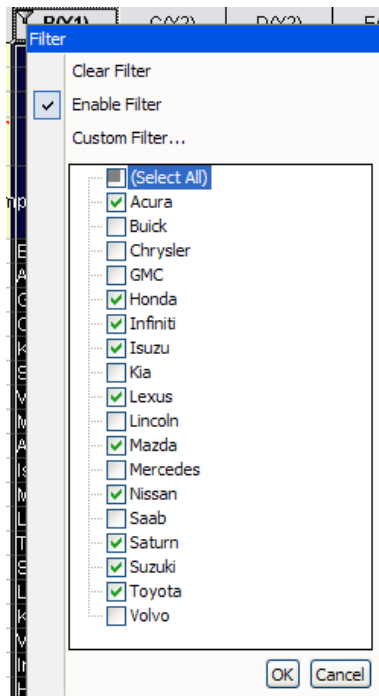 B(Y1) C(Y2) D(Y3)
Filter
Clear Filter
Enable Filter
Custom Filter...
(Select All)
Acura
Buick
Chrysler
GMC
Honda
Infiniti
Isuzu
Kia
Lexus
Lincoln
Mazda
Mercedes
Nissan
Saab
Saturn
Suzuki
Toyota
Volvo
OK Cancel